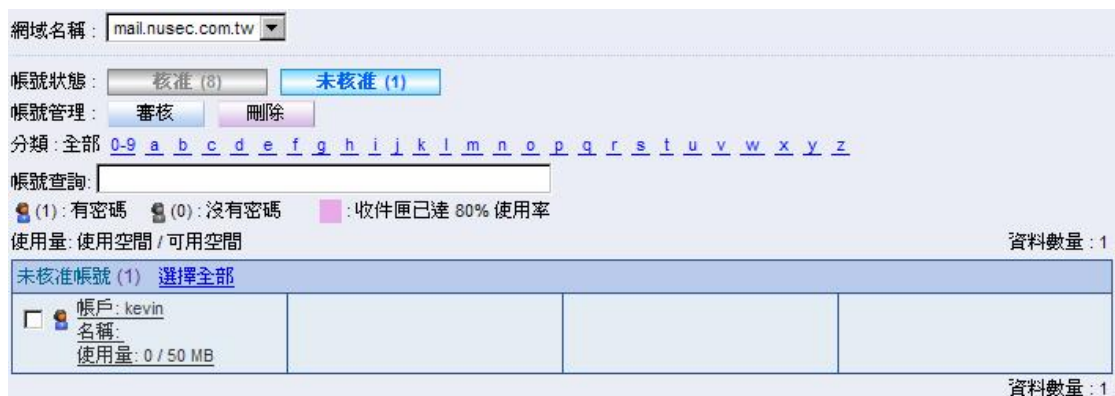 網域名稱 : mail.nusec.com.tw
帳號狀態 : 核准 (8) 未核准 (1)
帳號管理 : 審核 刪除
分類 : 全部 0-9 a b c d e f g h i j k l m n o p q r s t u v w x y z
帳號查詢:
(1) : 有密碼 (0) : 沒有密碼 : 收件匣已達 80% 使用率
使用量: 使用空間 / 可用空間 資料數量 : 1
未核准帳號 (1) 選擇全部
帳戶: kevin
名稱:
使用量: 0 / 50 MB
資料數量 : 1